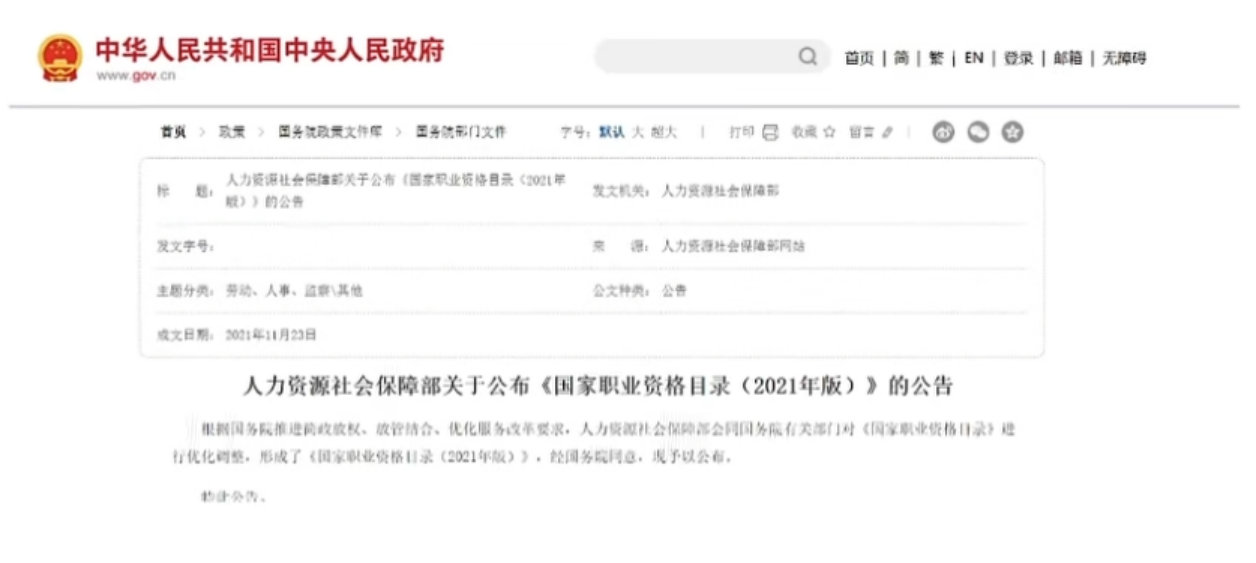 中华人民共和国中央人民政府
www.gov.cn
首页 | 简 | 繁 | EN | 登录 | 邮箱 | 无障碍
首页 > 政策 > 国务院政策文件库 > 国务院部门文件
字号：默认 大 超大 | 打印 收藏 留言 |
标 题：人力资源社会保障部关于公布《国家职业资格目录（2021年
版）》的公告
发文机关：人力资源社会保障部
发文字号：
来 源：人力资源社会保障部网站
主题分类：劳动、人事、监察\其他
公文种类：公告
成文日期：2021年11月23日
人力资源社会保障部关于公布《国家职业资格目录（2021年版）》的公告
根据国务院推进简政放权、放管结合、优化服务改革要求，人力资源社会保障部会同国务院有关部门对《国家职业资格目录》进
行优化调整，形成了《国家职业资格目录（2021年版）》，经国务院同意，现予以公布。
特此公告。